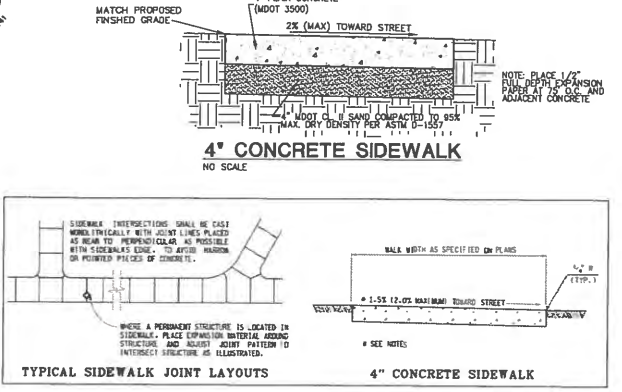 MATCH PROPOSED
FINISHED GRADE
(MDOT 3500)
2% (MAX) TOWARD STREET
NOTE: PLACE 1/2"
FULL DEPTH EXPANSION
PAPER AT 75' O.C. AND
ADJACENT CONCRETE
4" MDOT CL. II SAND COMPACTED TO 95%
MAX. DRY DENSITY PER ASTM D-1557
4" CONCRETE SIDEWALK
NO SCALE
SIDEWALK INTERSECTIONS SHALL BE CAST
MONOLITHICALLY WITH JOINT LINES PLACED
AS NEAR TO PERPENDICULAR AS POSSIBLE
WITH SIDEWALKS EDGE. TO AVOID NARROW
OR POINTED PIECES OF CONCRETE.
WHERE A PERMANENT STRUCTURE IS LOCATED IN
SIDEWALK, PLACE EXPANSION MATERIAL AROUND
STRUCTURE AND ADJUST JOINT PATTERN TO
INTERSECT STRUCTURE AS ILLUSTRATED.
TYPICAL SIDEWALK JOINT LAYOUTS
WALK WIDTH AS SPECIFIED ON PLANS
(TYP.)
* 1-5% (2.0% MAXIMUM) TOWARD STREET
* SEE NOTES
4" CONCRETE SIDEWALK